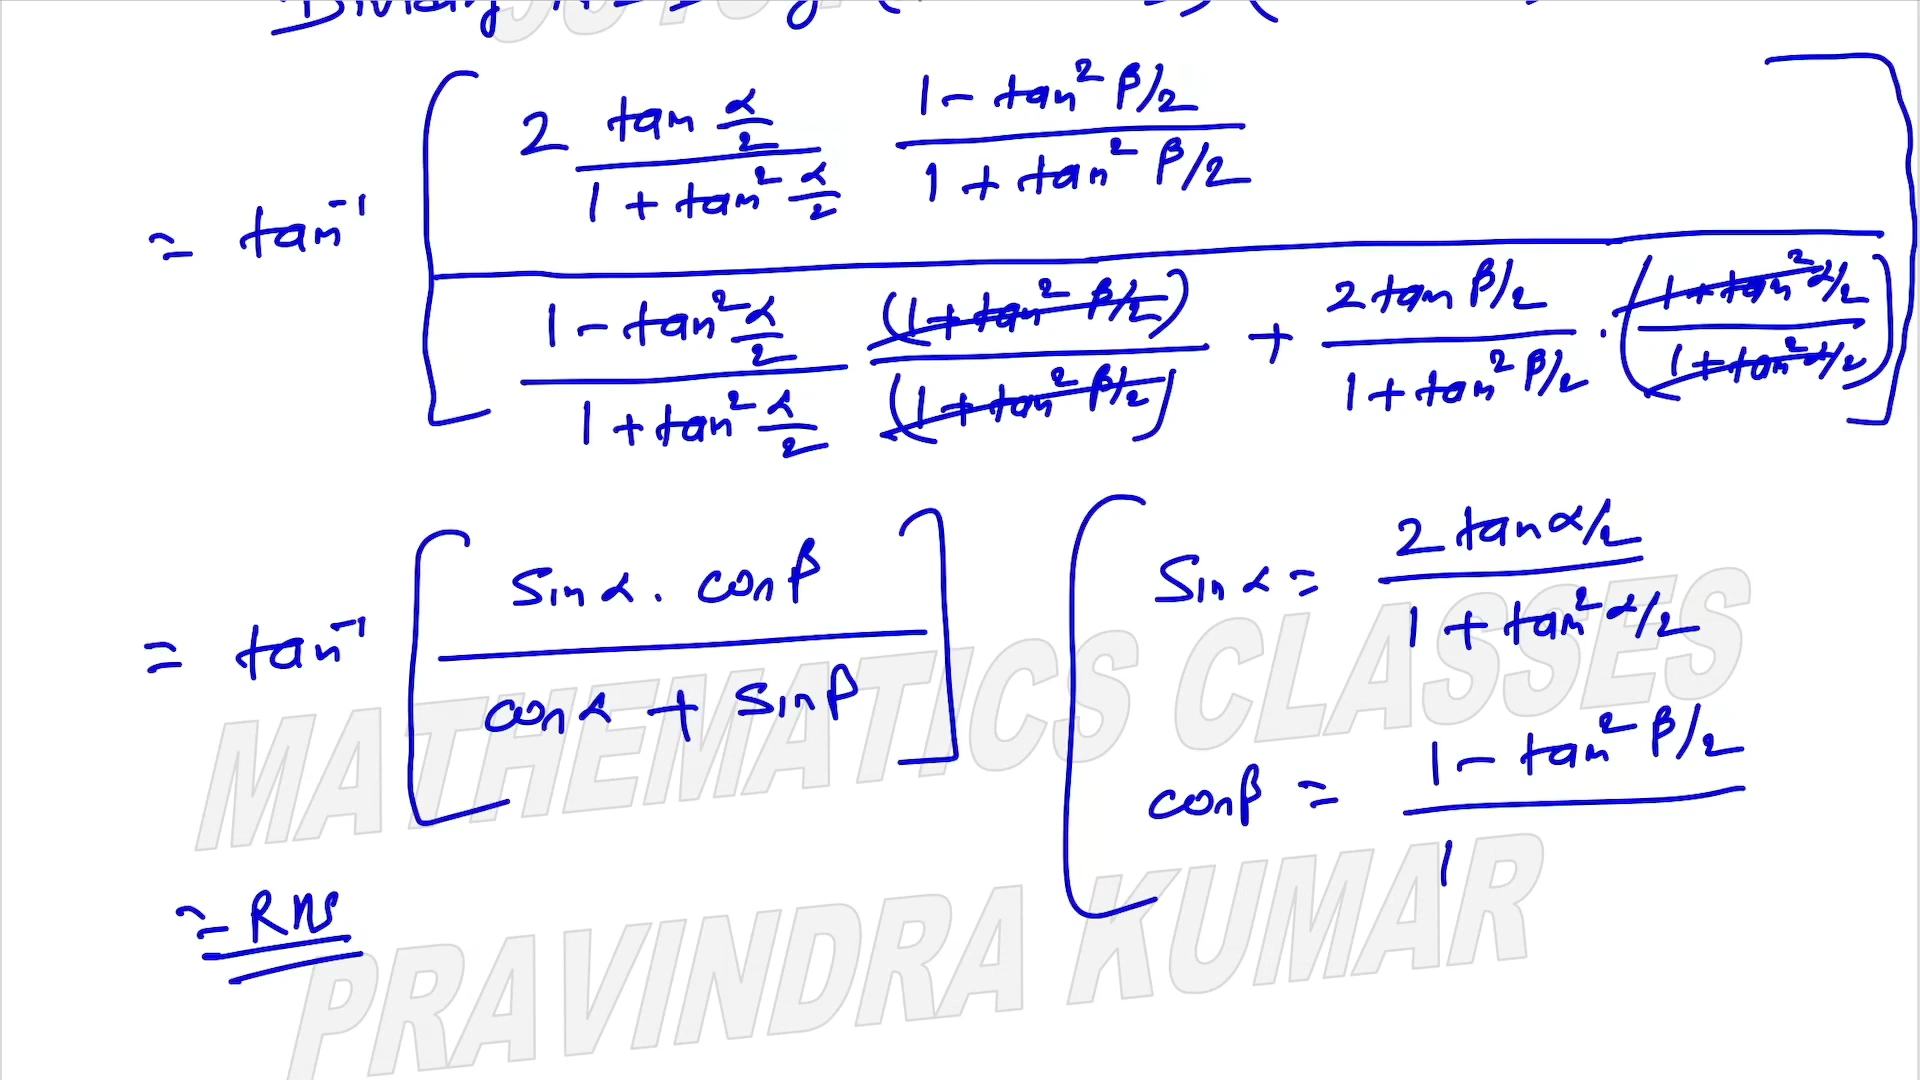 = tan⁻¹ [ 2 tan α/2 / 1 + tan² α/2 · 1 - tan² β/2 / 1 + tan² β/2
1 - tan² α/2 / 1 + tan² α/2 (1 + tan² β/2) / (1 + tan² β/2) + 2 tan β/2 / 1 + tan² β/2 · (1 + tan² α/2 / 1 + tan² α/2) ]
= tan⁻¹ [ sin α . cos β / cos α + sin β ]
[ sin α = 2 tan α/2 / 1 + tan² α/2
cos β = 1 - tan² β/2 / 1
= RHS
MATHEMATICS CLASSES
PRAVINDRA KUMAR